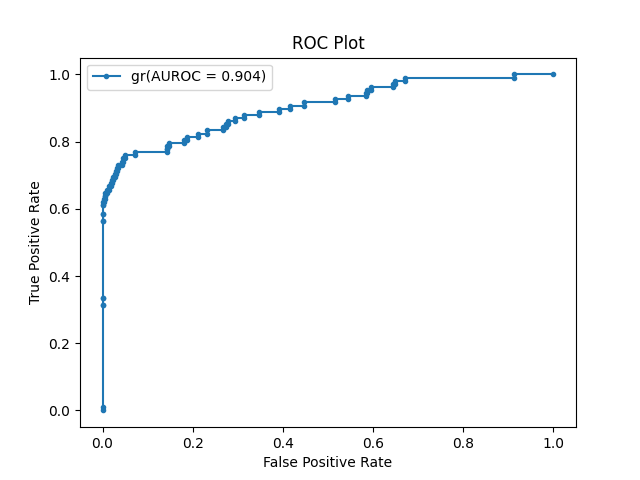 ROC Plot
gr(AUROC = 0.904)
1.0
0.8
0.6
0.4
0.2
0.0
True Positive Rate
0.0 0.2 0.4 0.6 0.8 1.0
False Positive Rate